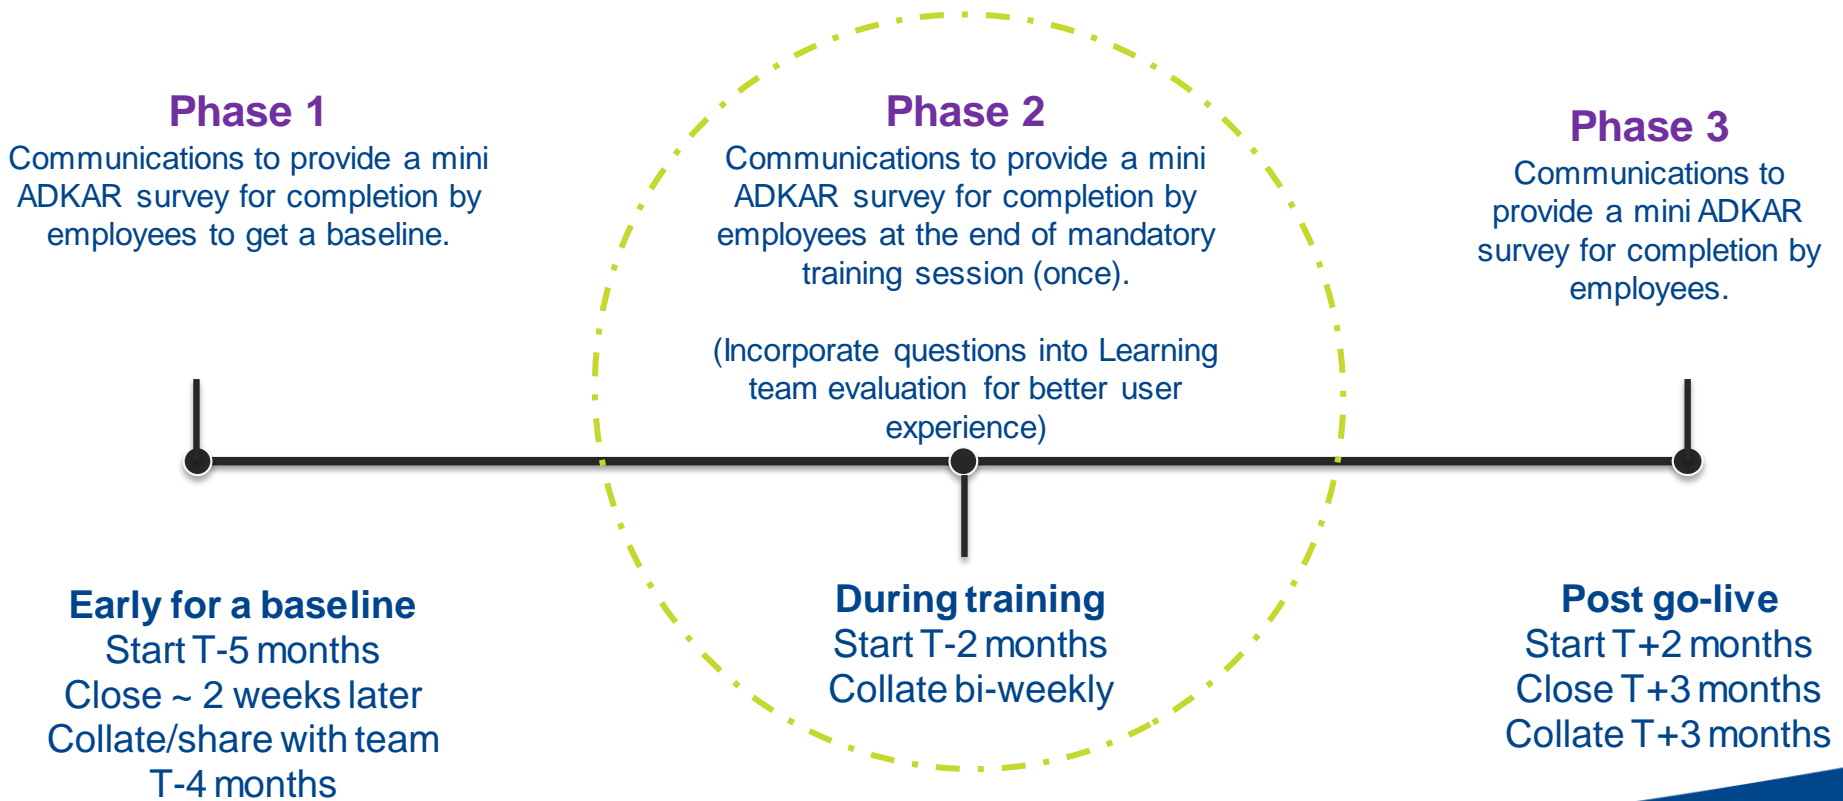 Phase 1
Communications to provide a mini
ADKAR survey for completion by
employees to get a baseline.
Phase 2
Communications to provide a mini
ADKAR survey for completion by
employees at the end of mandatory
training session (once).
(Incorporate questions into Learning
team evaluation for better user
experience)
Phase 3
Communications to
provide a mini ADKAR
survey for completion by
employees.
Early for a baseline
Start T-5 months
Close ~ 2 weeks later
Collate/share with team
T-4 months
During training
Start T-2 months
Collate bi-weekly
Post go-live
Start T+2 months
Close T+3 months
Collate T+3 months